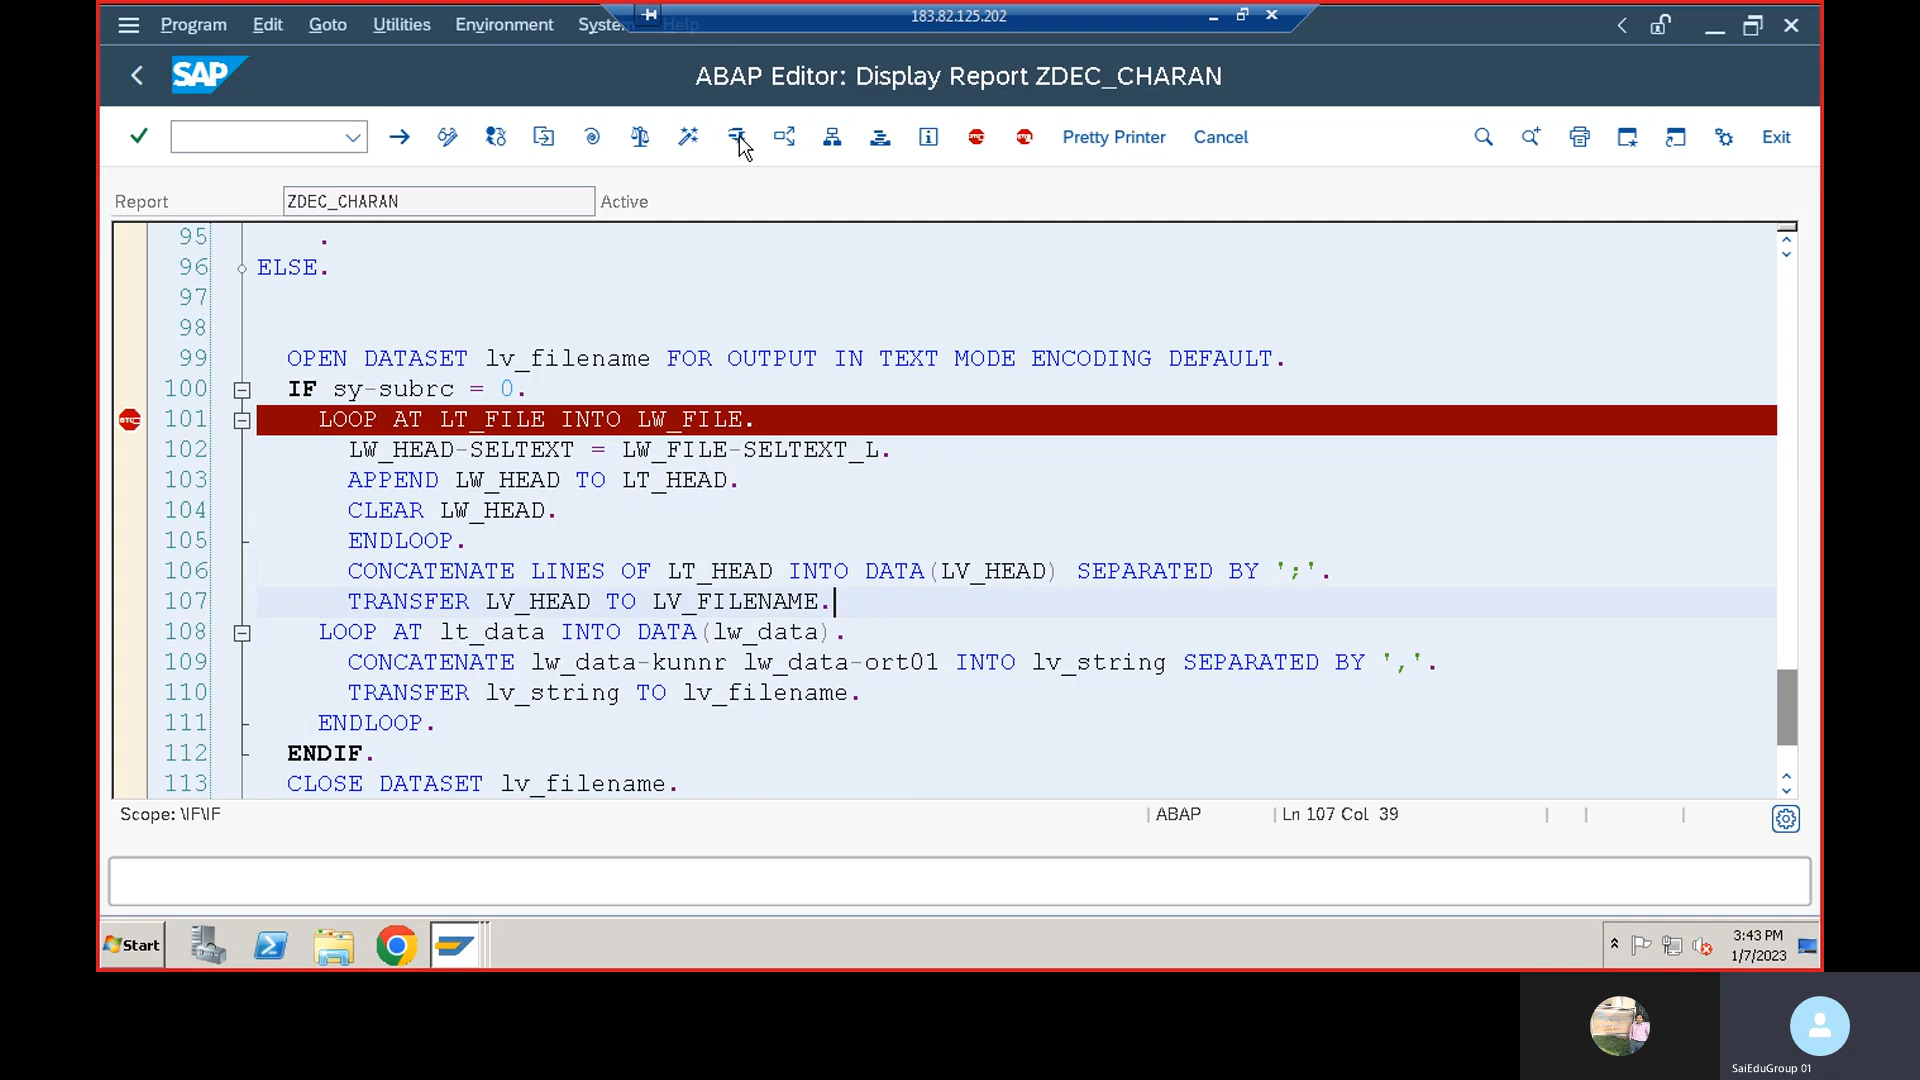 183.82.125.202
Program Edit Goto Utilities Environment System Help
SAP
ABAP Editor: Display Report ZDEC_CHARAN
Pretty Printer Cancel Exit
Report ZDEC_CHARAN Active
95 .
96 ELSE.
97
98
99 OPEN DATASET lv_filename FOR OUTPUT IN TEXT MODE ENCODING DEFAULT.
100 IF sy-subrc = 0.
101 LOOP AT LT_FILE INTO LW_FILE.
102 LW_HEAD-SELTEXT = LW_FILE-SELTEXT_L.
103 APPEND LW_HEAD TO LT_HEAD.
104 CLEAR LW_HEAD.
105 ENDLOOP.
106 CONCATENATE LINES OF LT_HEAD INTO DATA(LV_HEAD) SEPARATED BY ';'.
107 TRANSFER LV_HEAD TO LV_FILENAME.
108 LOOP AT lt_data INTO DATA(lw_data).
109 CONCATENATE lw_data-kunnr lw_data-ort01 INTO lv_string SEPARATED BY ','.
110 TRANSFER lv_string TO lv_filename.
111 ENDLOOP.
112 ENDIF.
113 CLOSE DATASET lv_filename.
Scope: \IF\IF ABAP Ln 107 Col 39
Start
3:43 PM
1/7/2023
SaiEduGroup 01